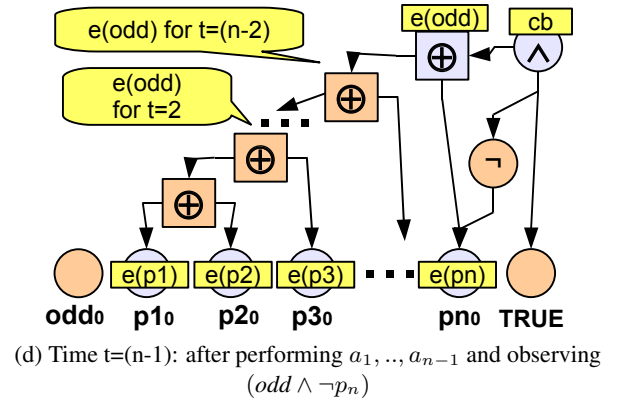 e(odd) for t=(n-2)
e(odd)
cb
⊕
∧
e(odd)
for t=2
⊕
⊕
¬
⊕
e(p1) e(p2) e(p3) e(pn)
odd₀ p1₀ p2₀ p3₀ pn₀ TRUE
(d) Time t=(n-1): after performing a₁, .., aₙ₋₁ and observing
(odd ∧ ¬pₙ)